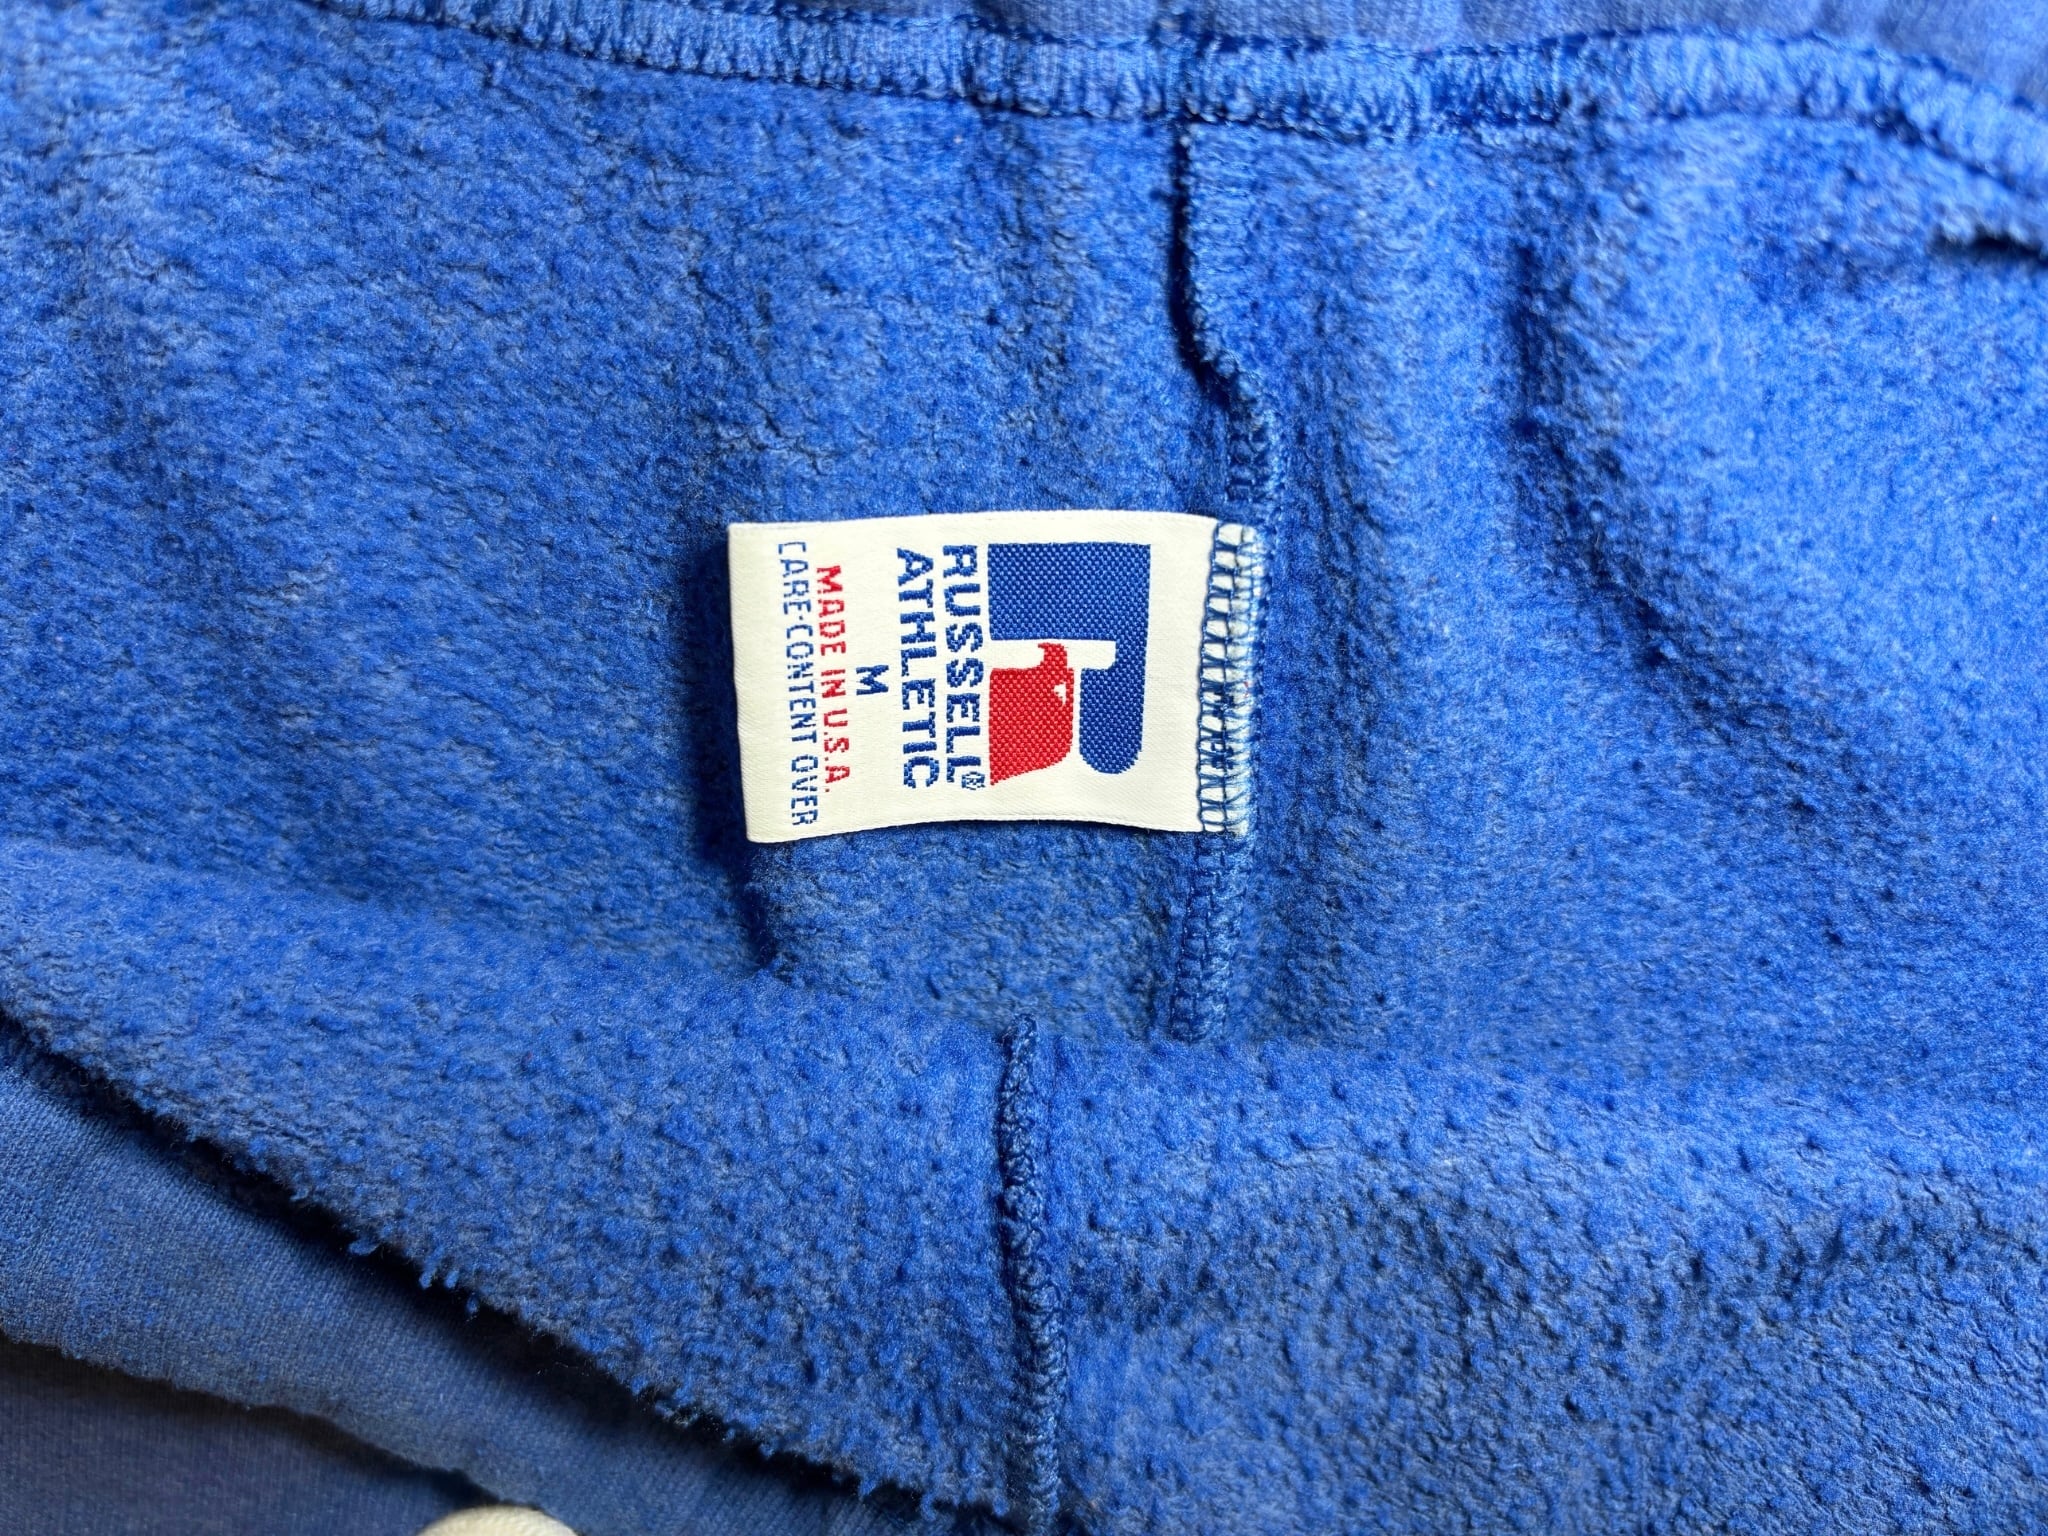 RUSSELL®
ATHLETIC
M
MADE IN U.S.A.
CARE-CONTENT OVER